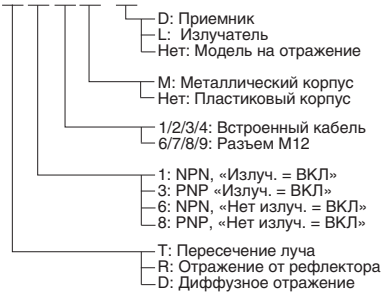 D: Приемник
L: Излучатель
Нет: Модель на отражение
M: Металлический корпус
Нет: Пластиковый корпус
1/2/3/4: Встроенный кабель
6/7/8/9: Разъем M12
1: NPN, «Излуч. = ВКЛ»
3: PNP «Излуч. = ВКЛ»
6: NPN, «Нет излуч. = ВКЛ»
8: PNP, «Нет излуч. = ВКЛ»
T: Пересечение луча
R: Отражение от рефлектора
D: Диффузное отражение